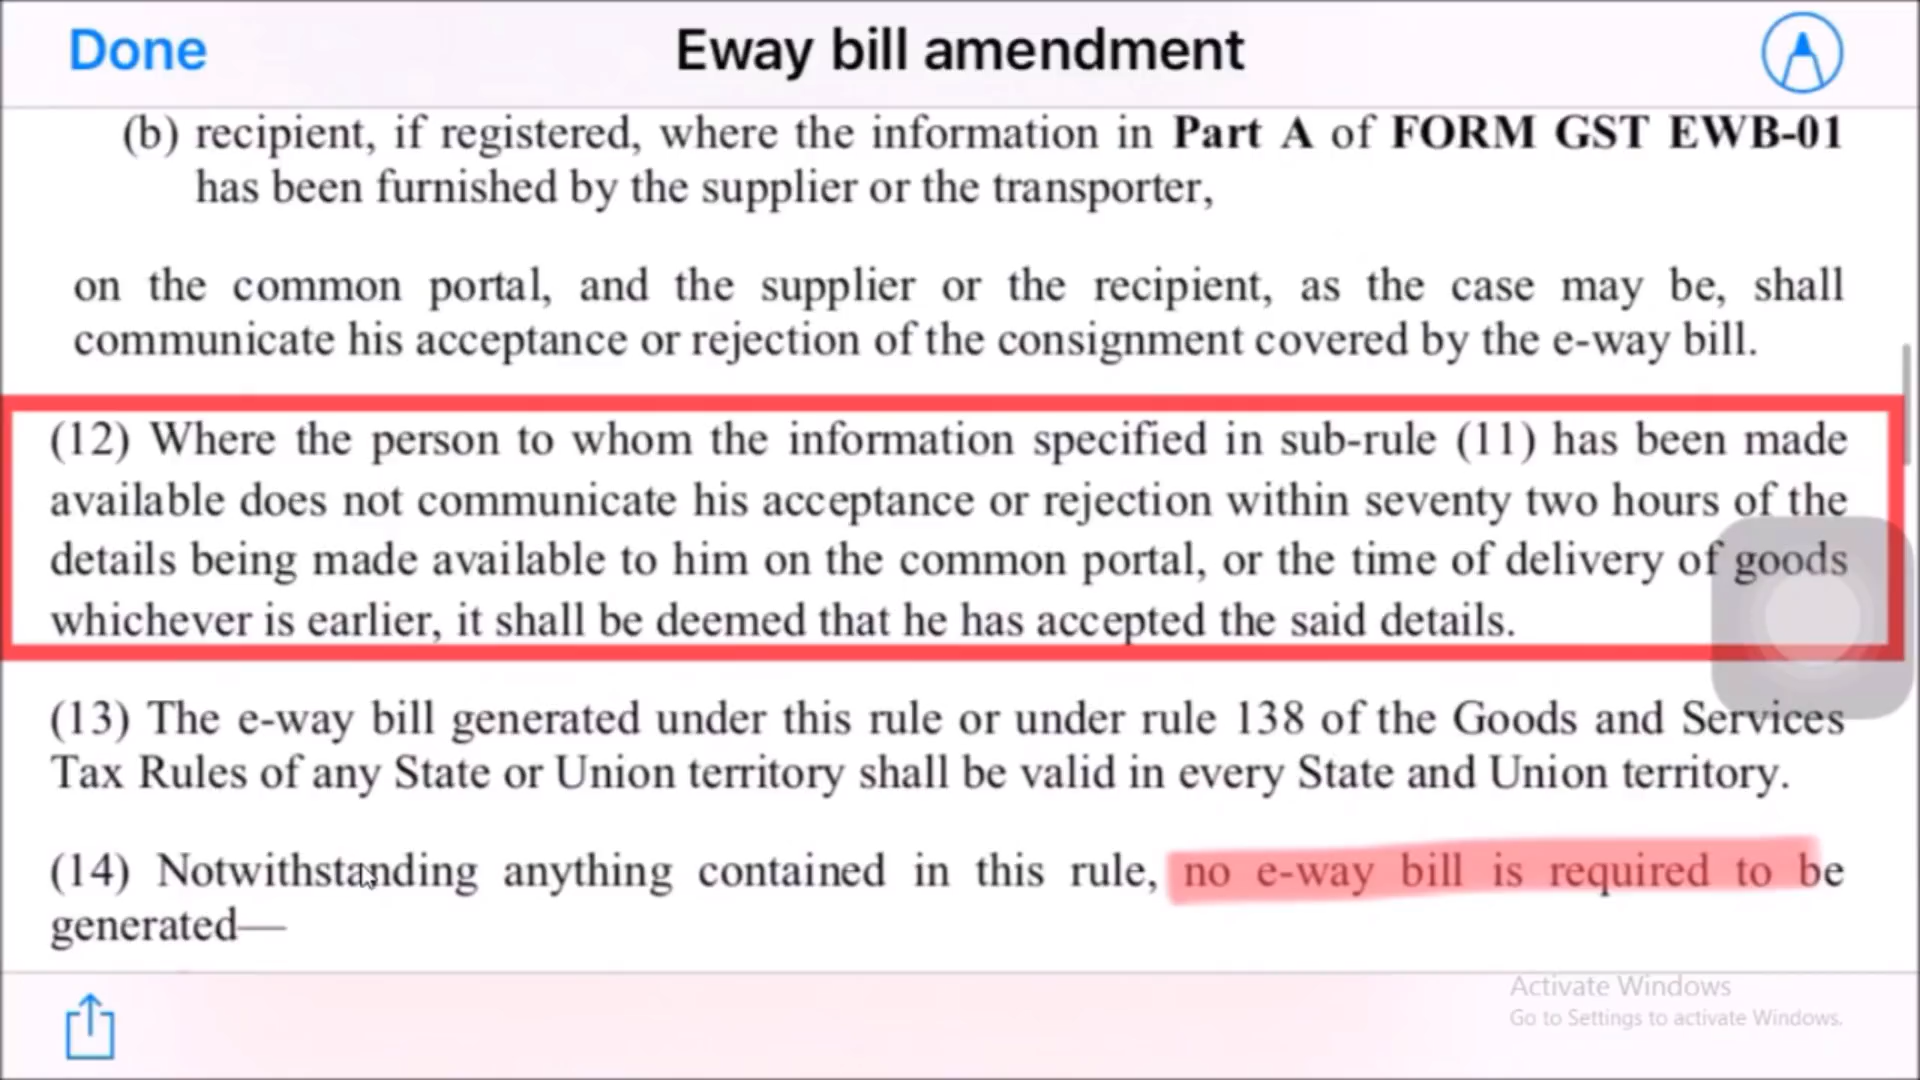 Done
Eway bill amendment
(b) recipient, if registered, where the information in Part A of FORM GST EWB-01
has been furnished by the supplier or the transporter,
on the common portal, and the supplier or the recipient, as the case may be, shall
communicate his acceptance or rejection of the consignment covered by the e-way bill.
(12) Where the person to whom the information specified in sub-rule (11) has been made
available does not communicate his acceptance or rejection within seventy two hours of the
details being made available to him on the common portal, or the time of delivery of goods
whichever is earlier, it shall be deemed that he has accepted the said details.
(13) The e-way bill generated under this rule or under rule 138 of the Goods and Services
Tax Rules of any State or Union territory shall be valid in every State and Union territory.
(14) Notwithstanding anything contained in this rule, no e-way bill is required to be
generated—
Activate Windows
Go to Settings to activate Windows.